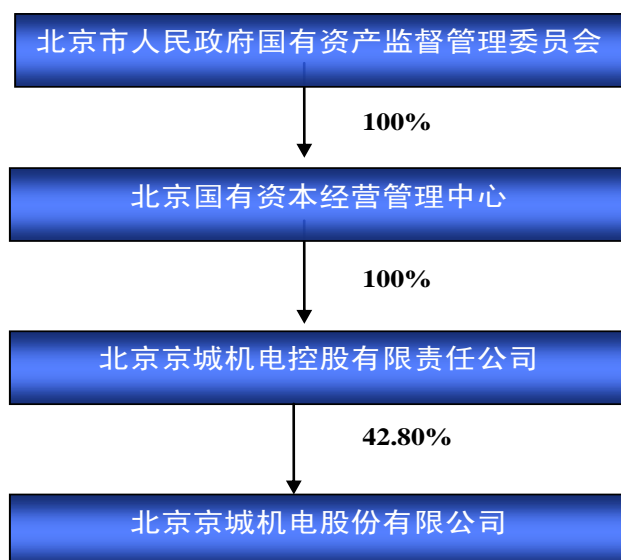 北京市人民政府国有资产监督管理委员会
100%
北京国有资本经营管理中心
100%
北京京城机电控股有限责任公司
42.80%
北京京城机电股份有限公司